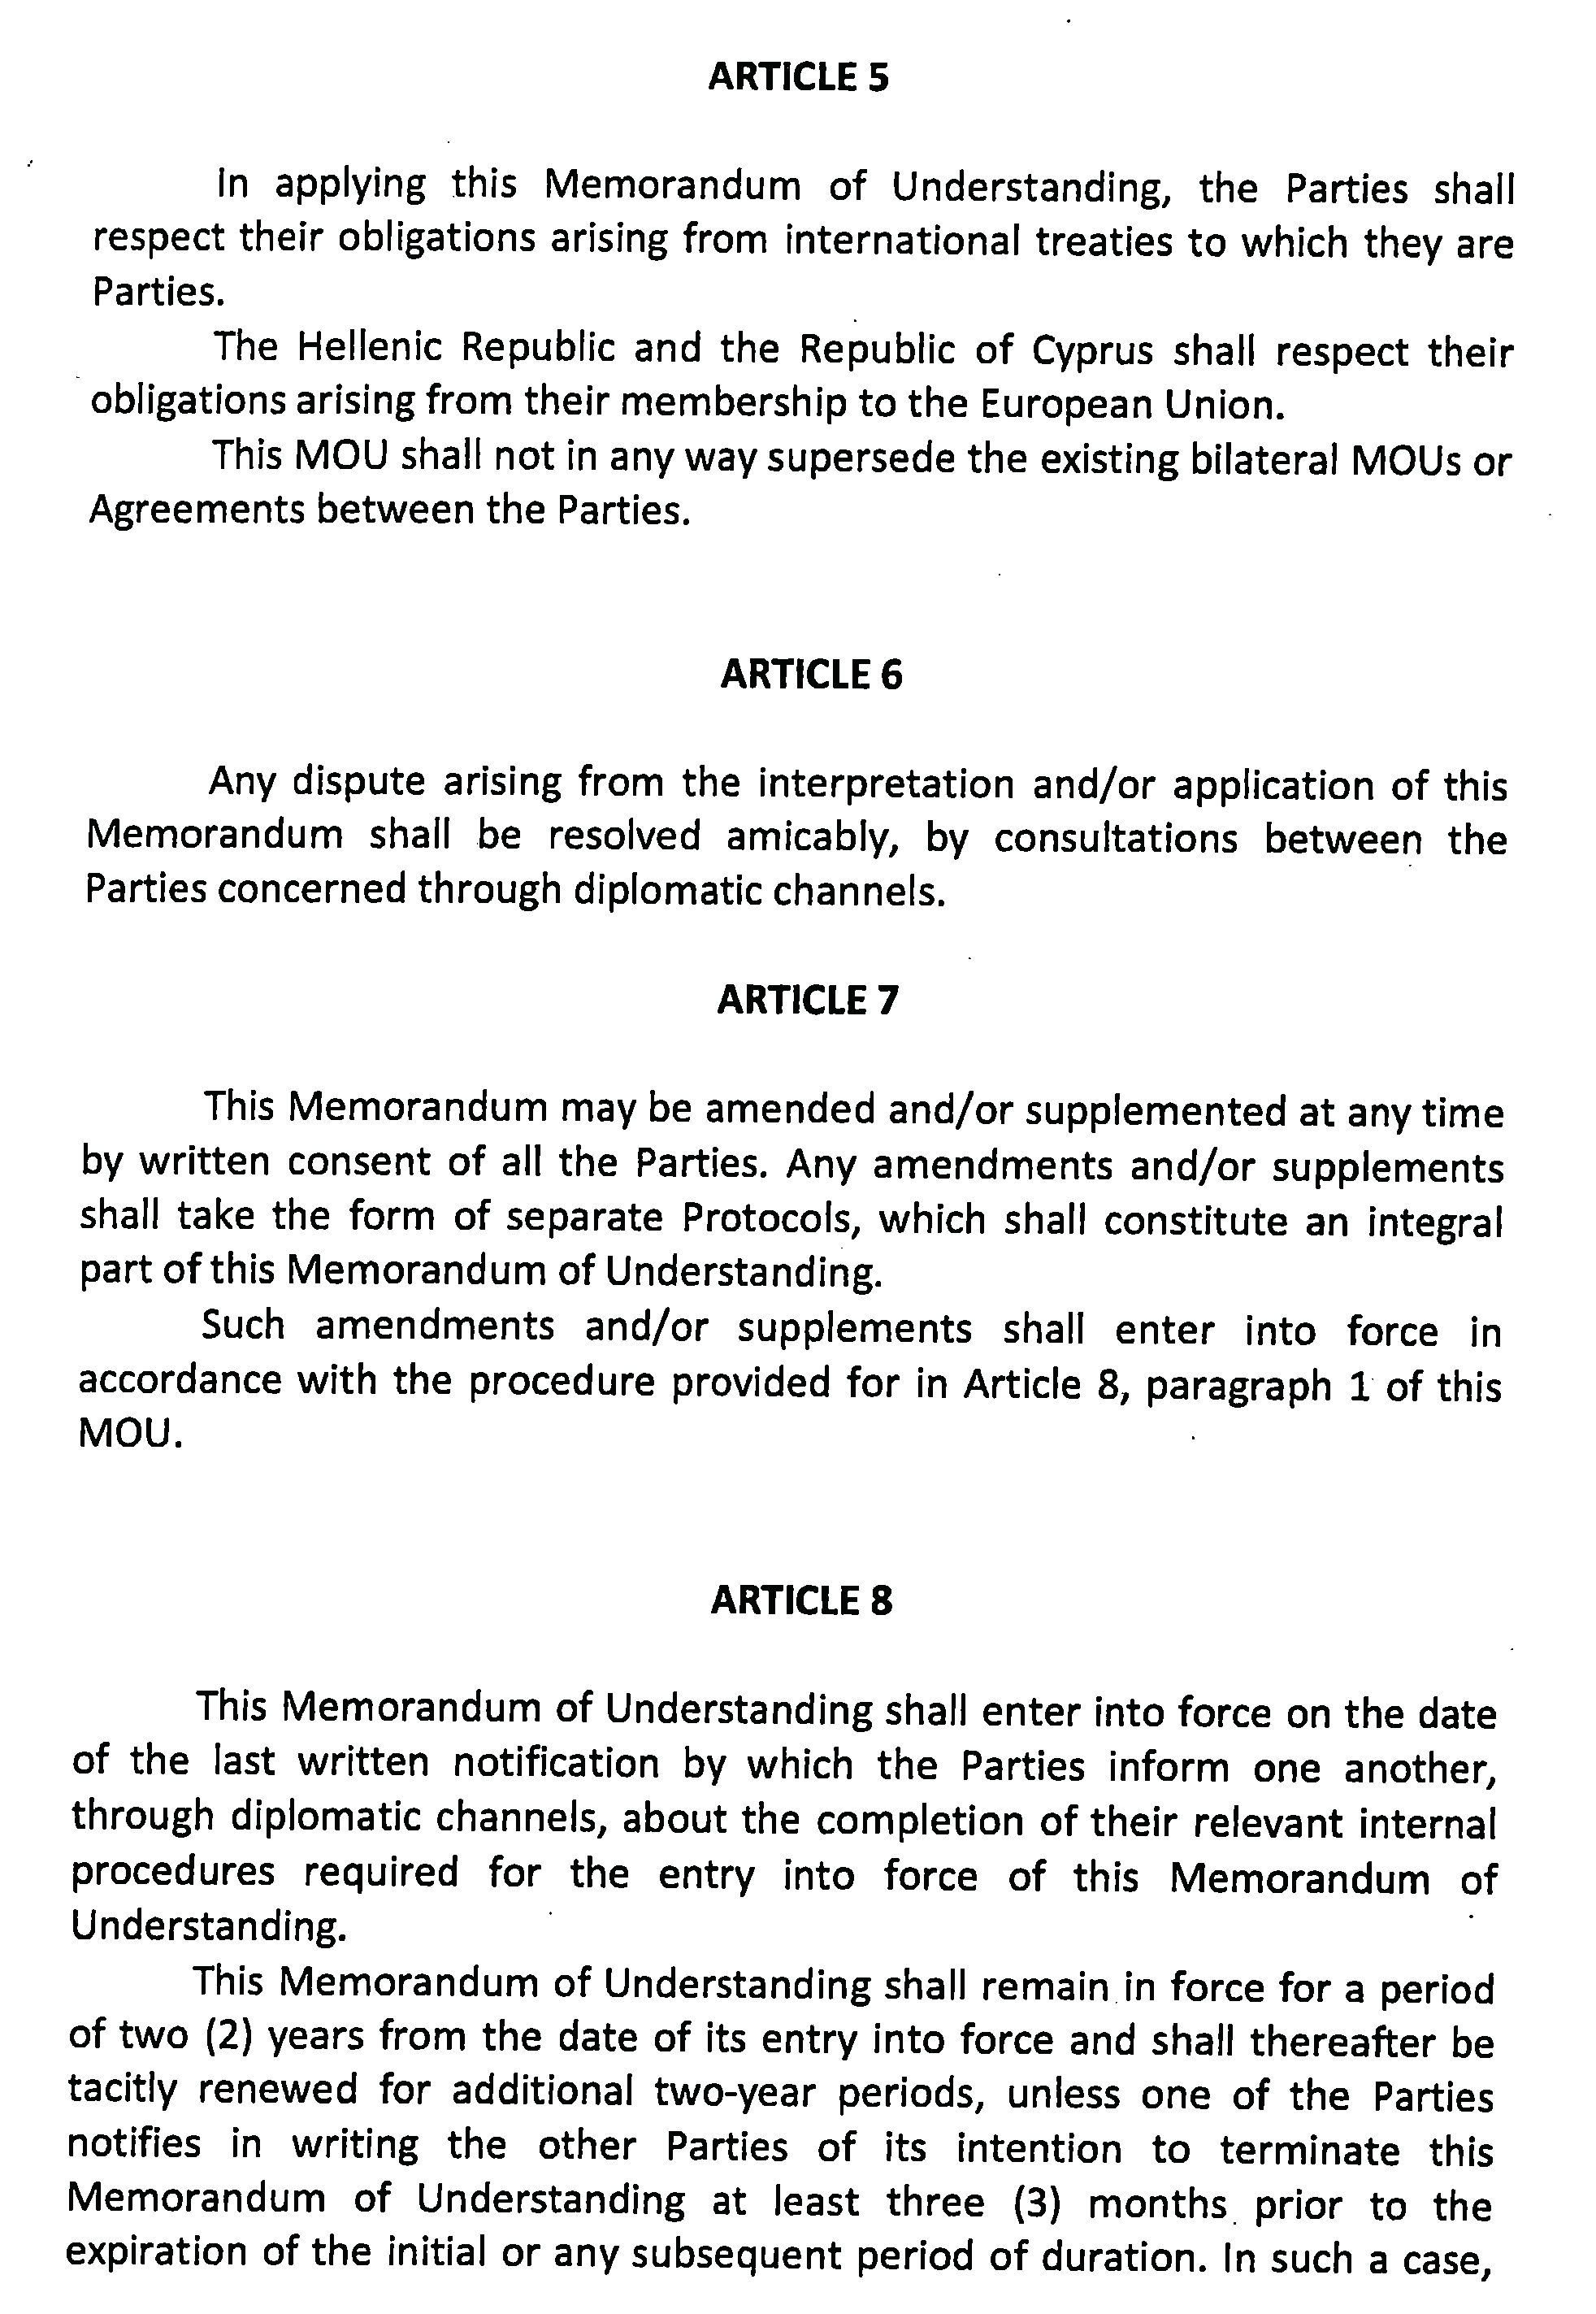 ARTICLE 5
In applying this Memorandum of Understanding, the Parties shall
respect their obligations arising from international treaties to which they are
Parties.
The Hellenic Republic and the Republic of Cyprus shall respect their
obligations arising from their membership to the European Union.
This MOU shall not in any way supersede the existing bilateral MOUs or
Agreements between the Parties.
ARTICLE 6
Any dispute arising from the interpretation and/or application of this
Memorandum shall be resolved amicably, by consultations between the
Parties concerned through diplomatic channels.
ARTICLE 7
This Memorandum may be amended and/or supplemented at any time
by written consent of all the Parties. Any amendments and/or supplements
shall take the form of separate Protocols, which shall constitute an integral
part of this Memorandum of Understanding.
Such amendments and/or supplements shall enter into force in
accordance with the procedure provided for in Article 8, paragraph 1 of this
MOU.
ARTICLE 8
This Memorandum of Understanding shall enter into force on the date
of the last written notification by which the Parties inform one another,
through diplomatic channels, about the completion of their relevant internal
procedures required for the entry into force of this Memorandum of
Understanding.
This Memorandum of Understanding shall remain in force for a period
of two (2) years from the date of its entry into force and shall thereafter be
tacitly renewed for additional two-year periods, unless one of the Parties
notifies in writing the other Parties of its intention to terminate this
Memorandum of Understanding at least three (3) months prior to the
expiration of the initial or any subsequent period of duration. In such a case,